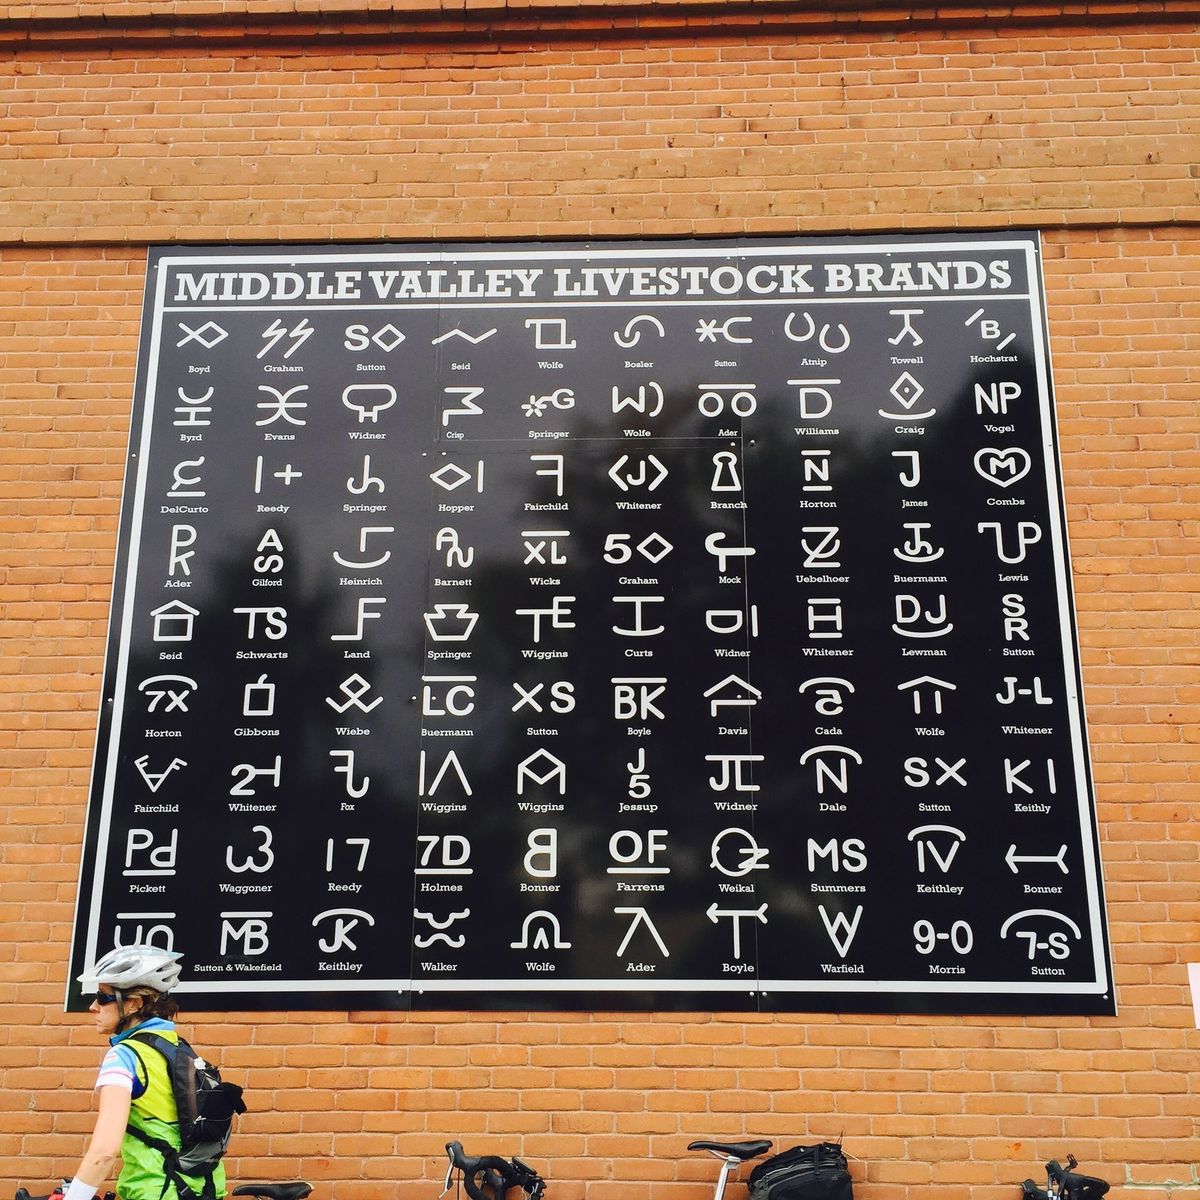 MIDDLE VALLEY LIVESTOCK BRANDS
S
B
Boyd Graham Sutton Seid Wolfe Bosler Sutton Atnip Towell Hochstrat
G W) D NP
Byrd Evans Widner Crisp Springer Wolfe Ader Williams Craig Vogel
J N J M
DelCurto Reedy Springer Hopper Fairchild Whitener Branch Horton James Combs
R AS XL 5 Z J P
Ader Gilford Heinrich Barnett Wicks Graham Mock Uebelhoer Buermann Lewis
TS F TE D H DJ SR
Seid Schwarts Land Springer Wiggins Curts Widner Whitener Lewman Sutton
7X LC XS BK a J-L
Horton Gibbons Wiebe Buermann Sutton Boyle Davis Cada Wolfe Whitener
2 J5 N SX K
Fairchild Whitener Fox Wiggins Wiggins Jessup Widner Dale Sutton Keithly
Pd 3 17 7D B OF MS IV
Pickett Waggoner Reedy Holmes Bonner Farrens Weikal Summers Keithley Bonner
MB JK T W 9-0 7-S
Sutton & Wakefield Keithley Walker Wolfe Ader Boyle Warfield Morris Sutton